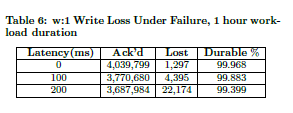 Table 6: w:1 Write Loss Under Failure, 1 hour work-
load duration
Latency(ms) Ack'd Lost Durable %
0 4,039,799 1,297 99.968
100 3,770,680 4,395 99.883
200 3,687,984 22,174 99.399